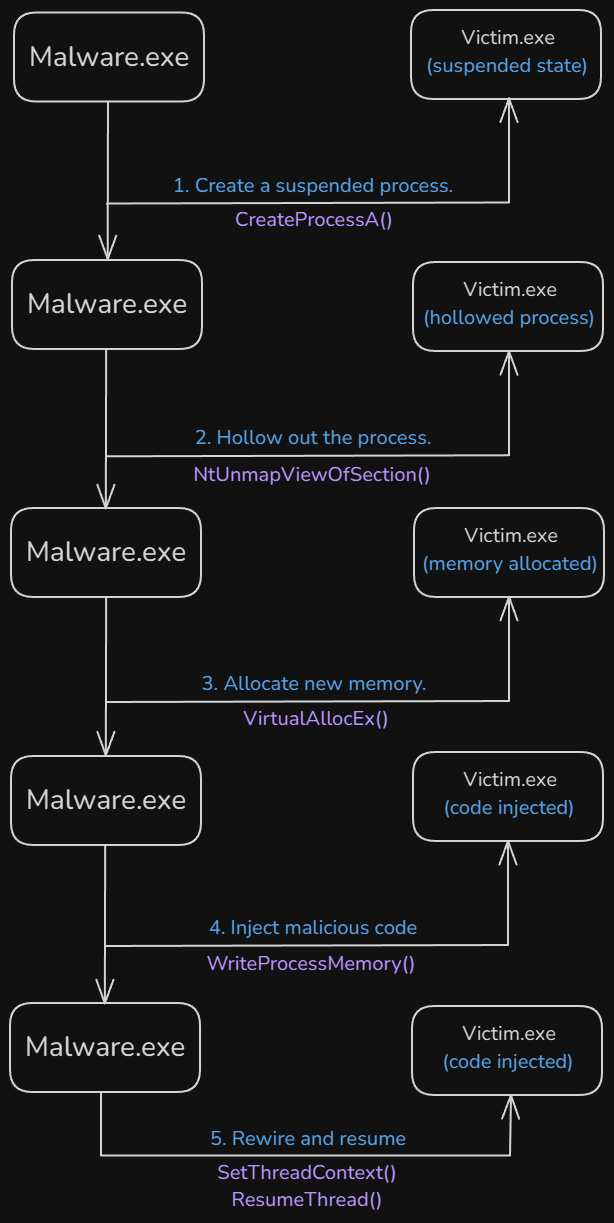 Malware.exe
Victim.exe
(suspended state)
1. Create a suspended process.
CreateProcessA()
Malware.exe
Victim.exe
(hollowed process)
2. Hollow out the process.
NtUnmapViewOfSection()
Malware.exe
Victim.exe
(memory allocated)
3. Allocate new memory.
VirtualAllocEx()
Malware.exe
Victim.exe
(code injected)
4. Inject malicious code
WriteProcessMemory()
Malware.exe
Victim.exe
(code injected)
5. Rewire and resume
SetThreadContext()
ResumeThread()